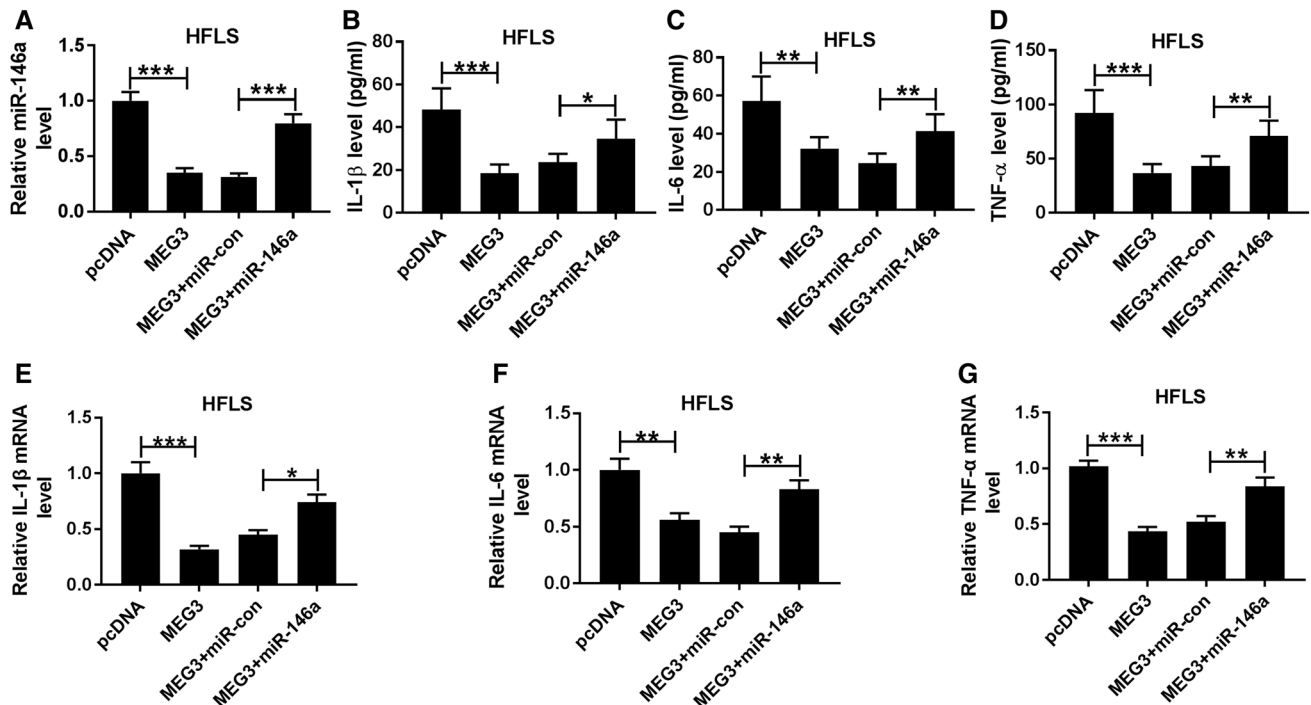 A
HFLS
Relative miR-146a
level
1.5
1.0
0.5
0.0
***
***
pcDNA
MEG3
MEG3+miR-con
MEG3+miR-146a
B
HFLS
IL-1β level (pg/ml)
80
60
40
20
0
***
*
pcDNA
MEG3
MEG3+miR-con
MEG3+miR-146a
C
HFLS
IL-6 level (pg/ml)
80
60
40
20
0
**
**
pcDNA
MEG3
MEG3+miR-con
MEG3+miR-146a
D
HFLS
TNF-α level (pg/ml)
150
100
50
0
***
**
pcDNA
MEG3
MEG3+miR-con
MEG3+miR-146a
E
HFLS
Relative IL-1β mRNA
level
1.5
1.0
0.5
0.0
***
*
pcDNA
MEG3
MEG3+miR-con
MEG3+miR-146a
F
HFLS
Relative IL-6 mRNA
level
1.5
1.0
0.5
0.0
**
**
pcDNA
MEG3
MEG3+miR-con
MEG3+miR-146a
G
HFLS
Relative TNF-α mRNA
level
1.5
1.0
0.5
0.0
***
**
pcDNA
MEG3
MEG3+miR-con
MEG3+miR-146a